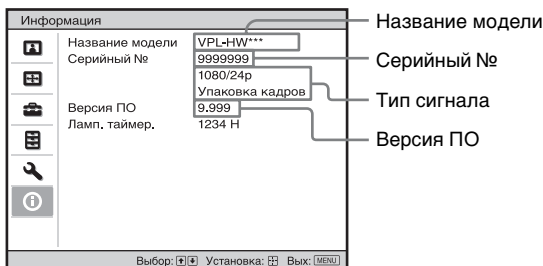 Информация
Название модели VPL-HW***
Серийный № 9999999
1080/24p
Упаковка кадров
Версия ПО 9.999
Ламп. таймер. 1234 H
Выбор: Установка: Вых: MENU
Название модели
Серийный №
Тип сигнала
Версия ПО